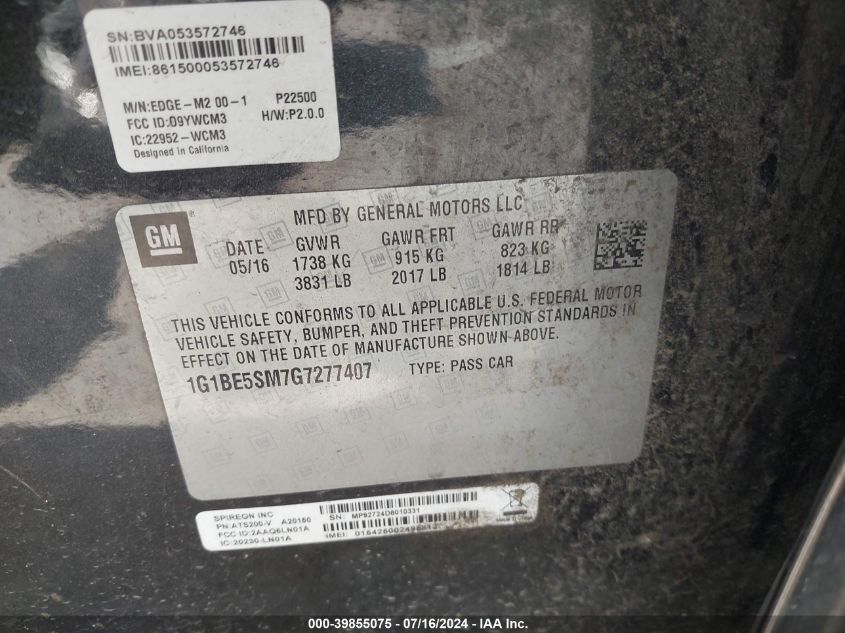 SN:BVA053572746
IMEI:861500053572746
M/N:EDGE-M2 00-1 P22500
FCC ID:O9YWCM3 H/W:P2.0.0
IC:22952-WCM3
Designed in California
GM
MFD BY GENERAL MOTORS LLC
DATE GVWR GAWR FRT GAWR RR
05/16 1738 KG 915 KG 823 KG
3831 LB 2017 LB 1814 LB
THIS VEHICLE CONFORMS TO ALL APPLICABLE U.S. FEDERAL MOTOR
VEHICLE SAFETY, BUMPER, AND THEFT PREVENTION STANDARDS IN
EFFECT ON THE DATE OF MANUFACTURE SHOWN ABOVE.
1G1BE5SM7G7277407 TYPE: PASS CAR
SPIREON INC
PN:ATS200-V A20150
FCC ID:2AAQ6LN01A
IC:20230-LN01A
SN: MP92724D6010331
IMEI:
000-39855075 - 07/16/2024 - IAA Inc.